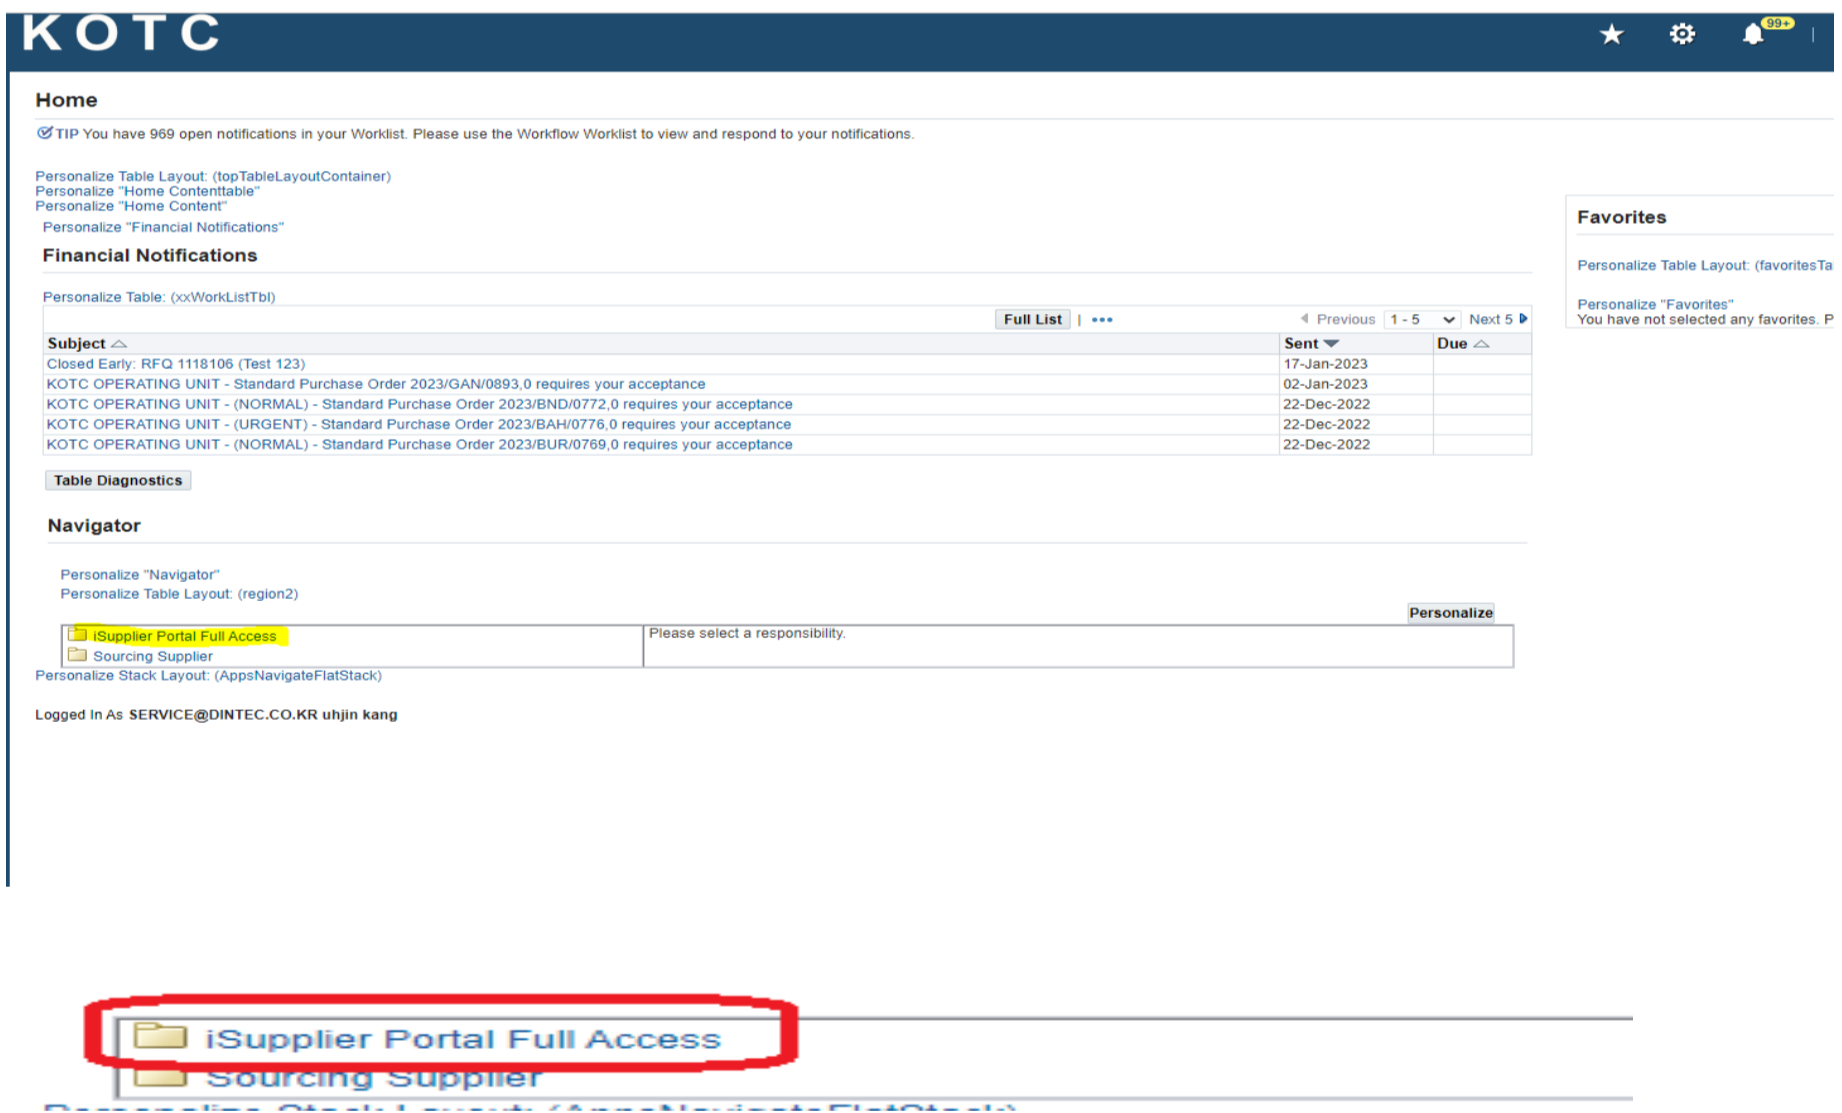 KOTC
99+
Home
TIP You have 969 open notifications in your Worklist. Please use the Workflow Worklist to view and respond to your notifications.
Personalize Table Layout: (topTableLayoutContainer)
Personalize "Home Contenttable"
Personalize "Home Content"
Personalize "Financial Notifications"
Financial Notifications
Personalize Table: (xxWorkListTbl)
Full List | ••• Previous 1 - 5 Next 5
Subject Sent Due
Closed Early: RFQ 1118106 (Test 123) 17-Jan-2023
KOTC OPERATING UNIT - Standard Purchase Order 2023/GAN/0893,0 requires your acceptance 02-Jan-2023
KOTC OPERATING UNIT - (NORMAL) - Standard Purchase Order 2023/BND/0772,0 requires your acceptance 22-Dec-2022
KOTC OPERATING UNIT - (URGENT) - Standard Purchase Order 2023/BAH/0776,0 requires your acceptance 22-Dec-2022
KOTC OPERATING UNIT - (NORMAL) - Standard Purchase Order 2023/BUR/0769,0 requires your acceptance 22-Dec-2022
Table Diagnostics
Favorites
Personalize Table Layout: (favoritesTa
Personalize "Favorites"
You have not selected any favorites. P
Navigator
Personalize "Navigator"
Personalize Table Layout: (region2)
Personalize
iSupplier Portal Full Access Please select a responsibility.
Sourcing Supplier
Personalize Stack Layout: (AppsNavigateFlatStack)
Logged In As SERVICE@DINTEC.CO.KR uhjin kang
iSupplier Portal Full Access
Sourcing Supplier
Personalize Stack Layout: (AppsNavigateFlatStack)